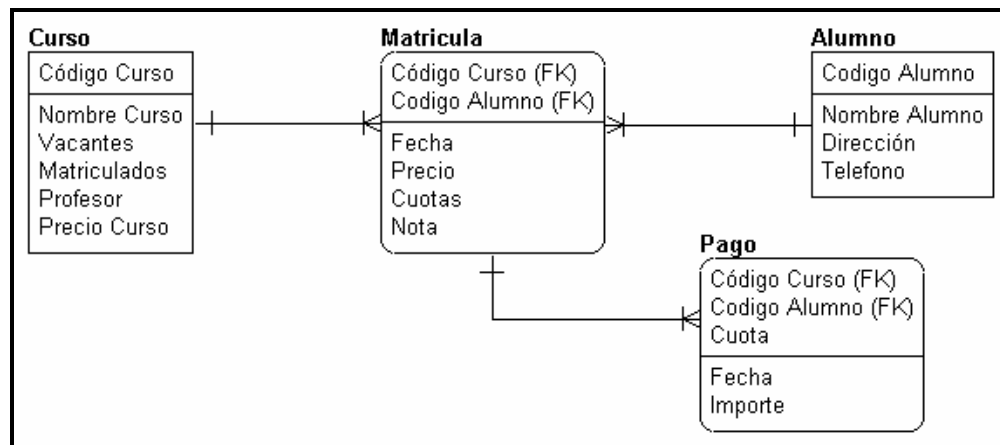 Curso
Código Curso
Nombre Curso
Vacantes
Matriculados
Profesor
Precio Curso
Matricula
Código Curso (FK)
Codigo Alumno (FK)
Fecha
Precio
Cuotas
Nota
Alumno
Codigo Alumno
Nombre Alumno
Dirección
Telefono
Pago
Código Curso (FK)
Codigo Alumno (FK)
Cuota
Fecha
Importe